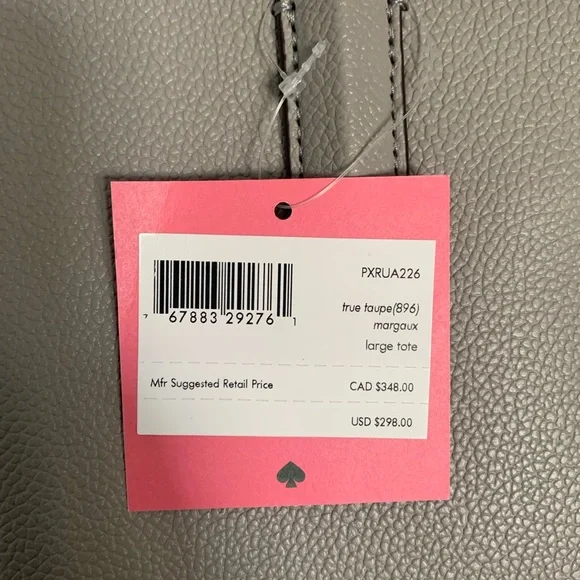 PXRUA226
7 67883 29276 1
true taupe(896)
margaux
large tote
Mfr Suggested Retail Price CAD $348.00
USD $298.00